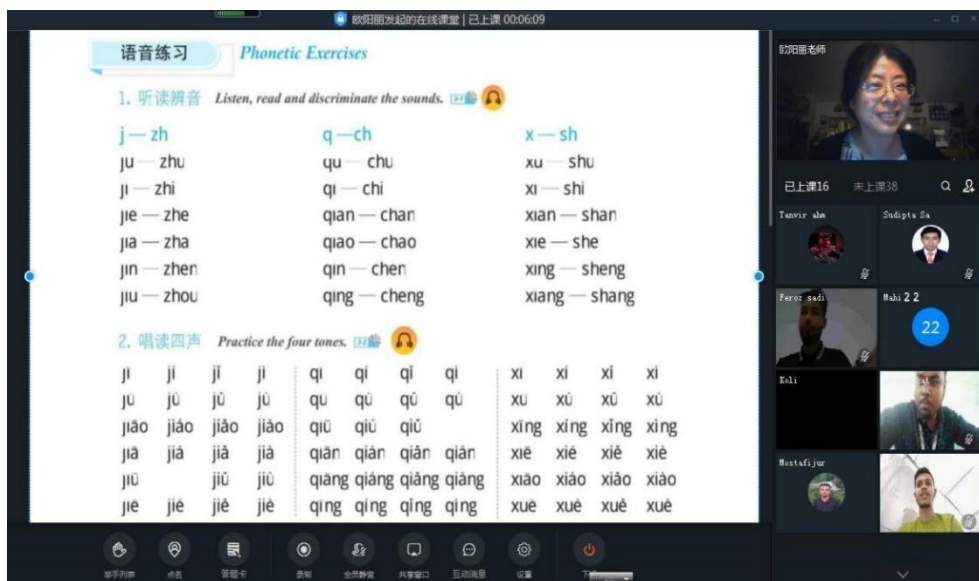 欧阳丽发起的在线课堂 | 已上课 00:06:09
语音练习 Phonetic Exercises
1. 听读辨音 Listen, read and discriminate the sounds.
j — zh q —ch x — sh
ju — zhu qu — chu xu — shu
ji — zhi qi — chi xi — shi
jie — zhe qian — chan xian — shan
jia — zha qiao — chao xie — she
jin — zhen qin — chen xing — sheng
jiu — zhou qing — cheng xiang — shang
2. 唱读四声 Practice the four tones.
jī jí jǐ jì qī qí qǐ qì xī xí xǐ xì
jū jú jǔ jù qū qú qǔ qù xū xú xǔ xù
jiāo jiáo jiǎo jiào qiū qiú qiǔ xīng xíng xǐng xìng
jiā jiá jiǎ jià qiān qián qiǎn qiàn xiē xié xiě xiè
jiū jiǔ jiù qiāng qiáng qiǎng qiàng xiāo xiáo xiǎo xiào
jiē jié jiě jiè qīng qíng qǐng qìng xuē xué xuě xuè
欧阳丽老师
已上课16 未上课38
Tanvir ahm Sudipta Sa
Feroz sadi Mahi 2 2
22
Koli
Mostafijur
举手列表 点名 答题卡 录制 全员静音 共享窗口 互动消息 设置